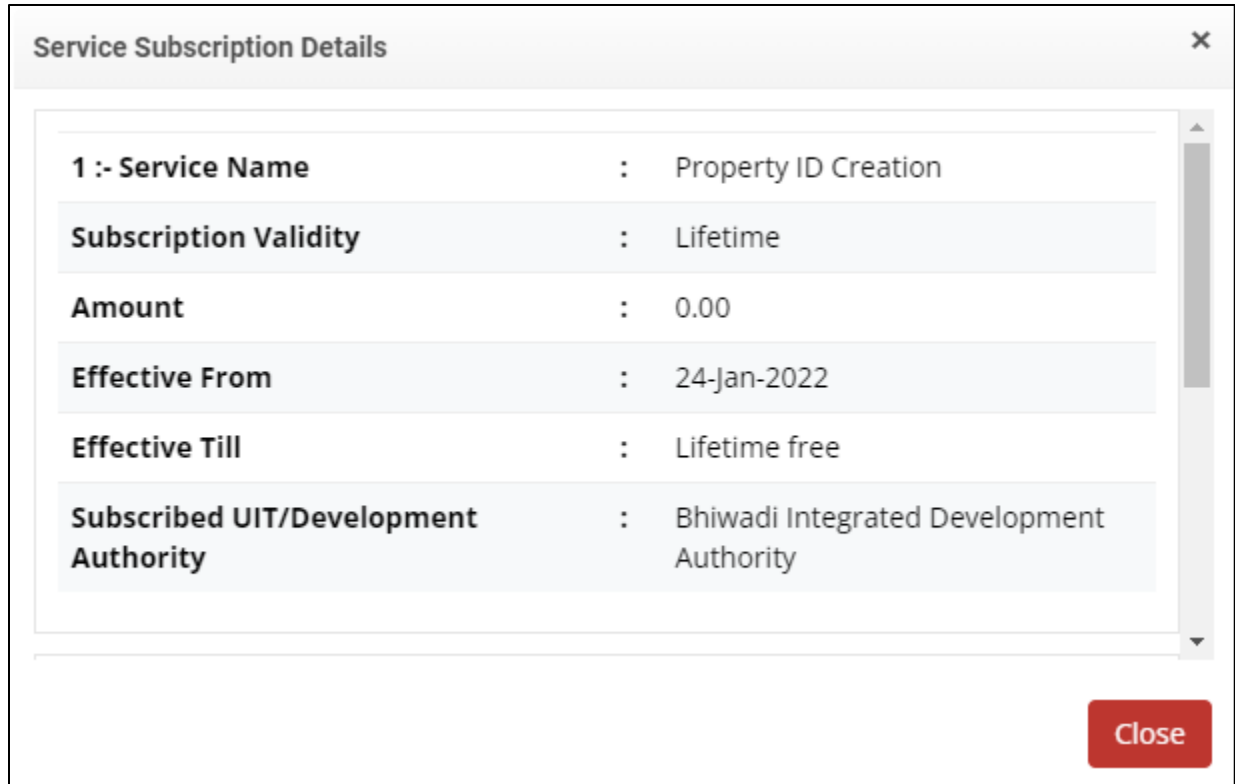 Service Subscription Details ×
1 :- Service Name : Property ID Creation
Subscription Validity : Lifetime
Amount : 0.00
Effective From : 24-Jan-2022
Effective Till : Lifetime free
Subscribed UIT/Development : Bhiwadi Integrated Development
Authority Authority
Close